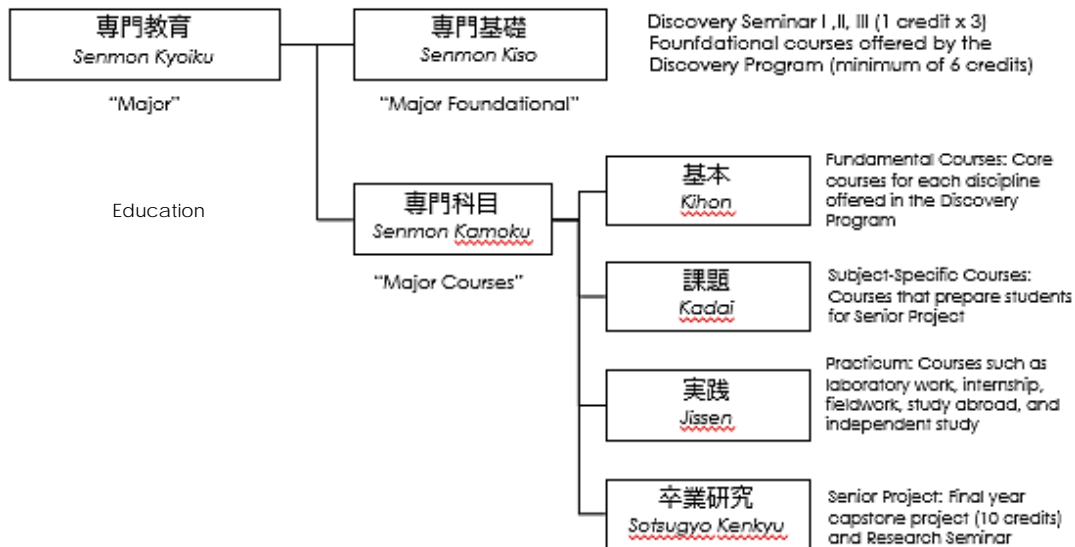 専門教育
Senmon Kyoiku
“Major”
Education
専門基礎
Senmon Kiso
“Major Foundational”
Discovery Seminar I ,II, III (1 credit x 3)
Founfdational courses offered by the
Discovery Program (minimum of 6 credits)
専門科目
Senmon Kamoku
“Major Courses”
基本
Kihon
Fundamental Courses: Core
courses for each discipline
offered in the Discovery
Program
課題
Kadai
Subject-Specific Courses:
Courses that prepare students
for Senior Project
実践
Jissen
Practicum: Courses such as
laboratory work, internship,
fieldwork, study abroad, and
independent study
卒業研究
Sotsugyo Kenkyu
Senior Project: Final year
capstone project (10 credits)
and Research Seminar